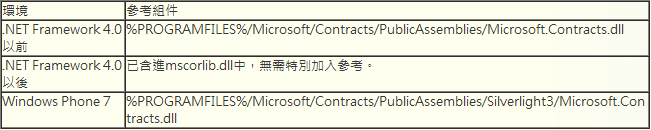 環境 參考組件
.NET Framework 4.0 %PROGRAMFILES%/Microsoft/Contracts/PublicAssemblies/Microsoft.Contracts.dll
以前
.NET Framework 4.0 已含進mscorlib.dll中，無需特別加入參考。
以後
Windows Phone 7 %PROGRAMFILES%/Microsoft/Contracts/PublicAssemblies/Silverlight3/Microsoft.Con
tracts.dll